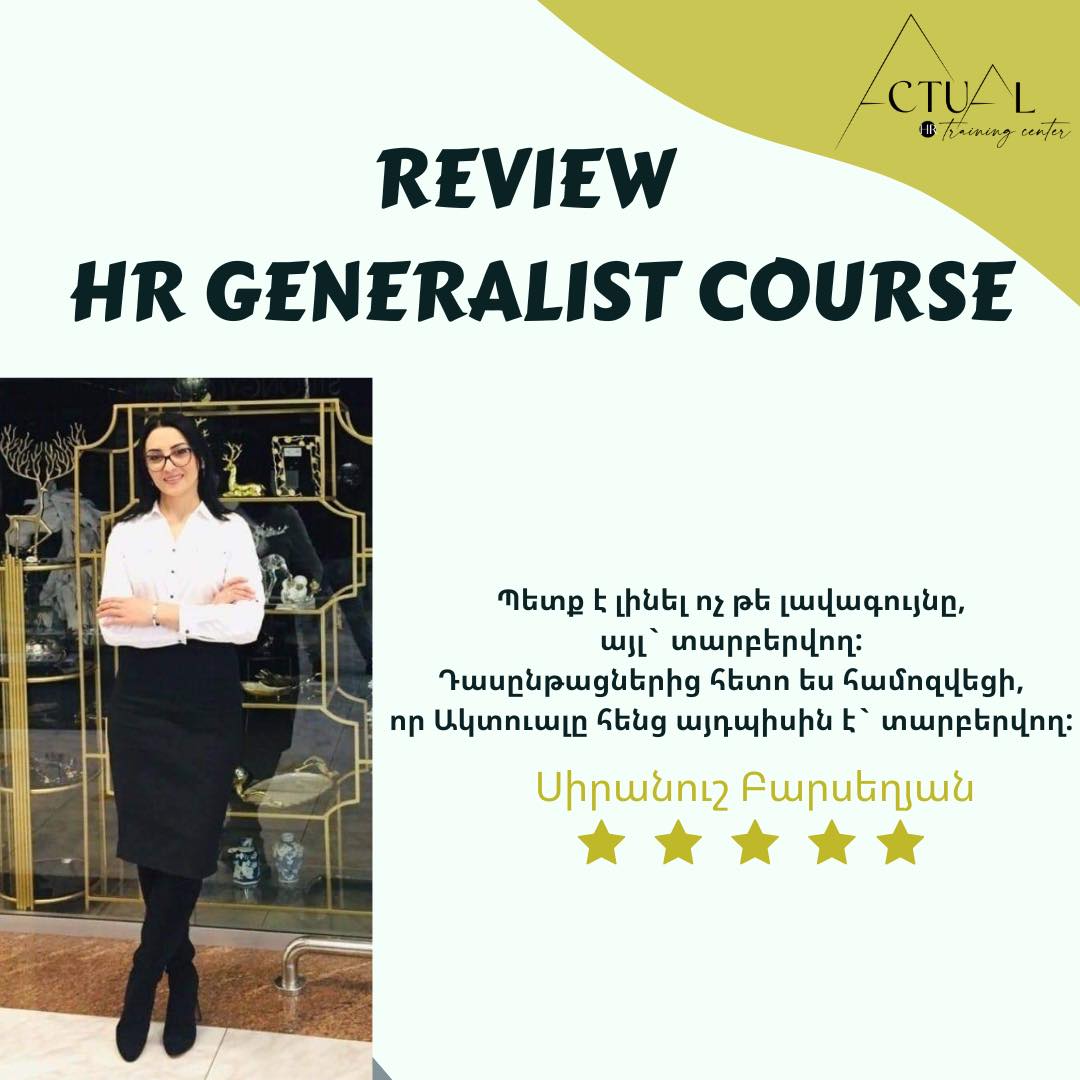 ACTUAL
HR training center
REVIEW
HR GENERALIST COURSE
Պետք է լինել ոչ թե լավագույնը,
այլ` տարբերվող:
Դասընթացներից հետո ես համոզվեցի,
որ Ակտուալը հենց այդպիսին է` տարբերվող:
Սիրանուշ Բարսեղյան